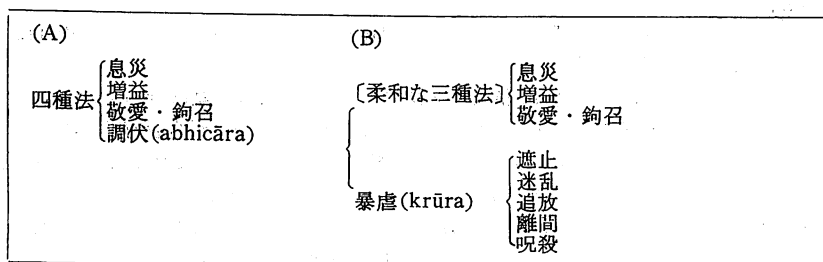 (A)
四種法
息災
増益
敬愛・鉤召
調伏(abhicāra)
(B)
〔柔和な三種法〕
息災
増益
敬愛・鉤召
暴虐(krūra)
遮止
迷乱
追放
離間
呪殺